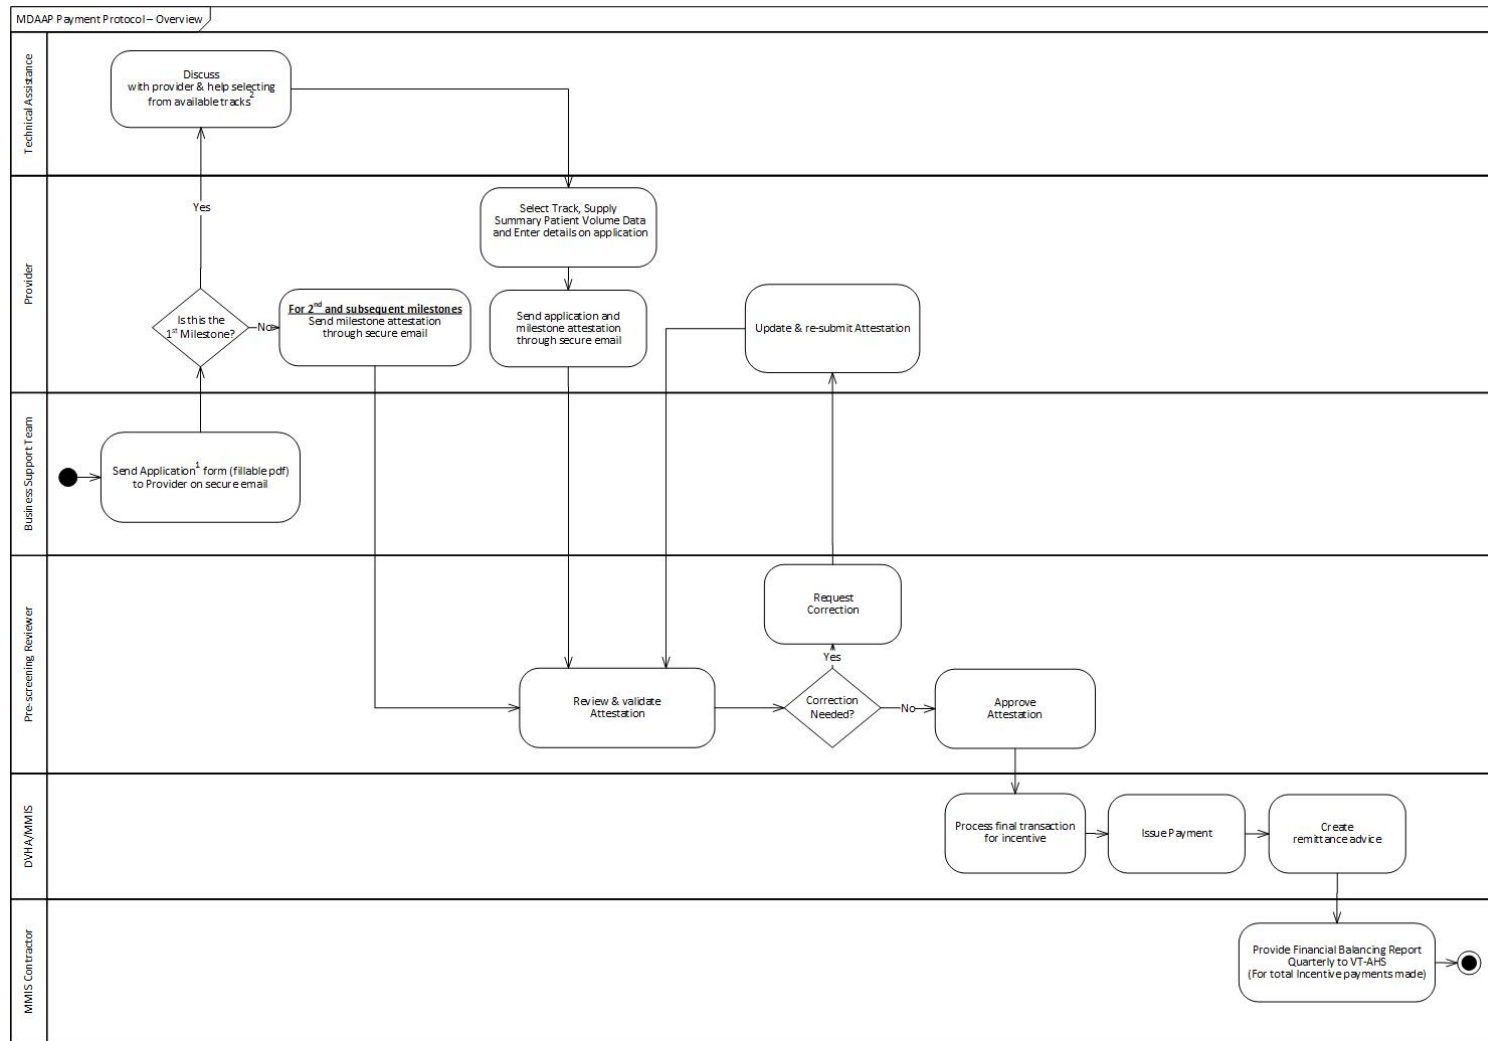 MDAAP Payment Protocol – Overview
Technical Assistance
Discuss
with provider & help selecting
from available tracks2
Provider
Yes
Is this the
1st Milestone?
No
For 2nd and subsequent milestones
Send milestone attestation
through secure email
Select Track, Supply
Summary Patient Volume Data
and Enter details on application
Send application and
milestone attestation
through secure email
Update & re-submit Attestation
Business Support Team
Send Application1 form (fillable pdf)
to Provider on secure email
Pre-screening Reviewer
Request
Correction
Yes
Review & validate
Attestation
Correction
Needed?
No
Approve
Attestation
DVHA/MMIS
Process final transaction
for incentive
Issue Payment
Create
remittance advice
MMIS Contractor
Provide Financial Balancing Report
Quarterly to VT-AHS
(For total Incentive payments made)